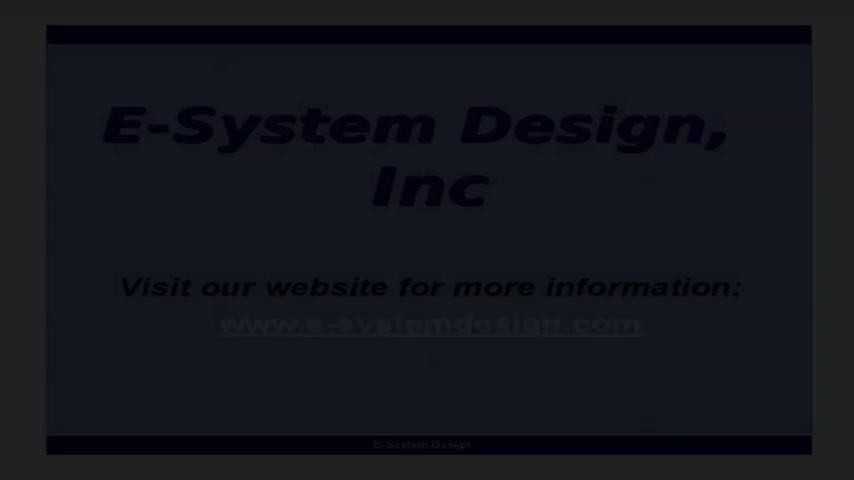 E-System Design,
Inc
Visit our website for more information:
www.e-systemdesign.com
E-System Design